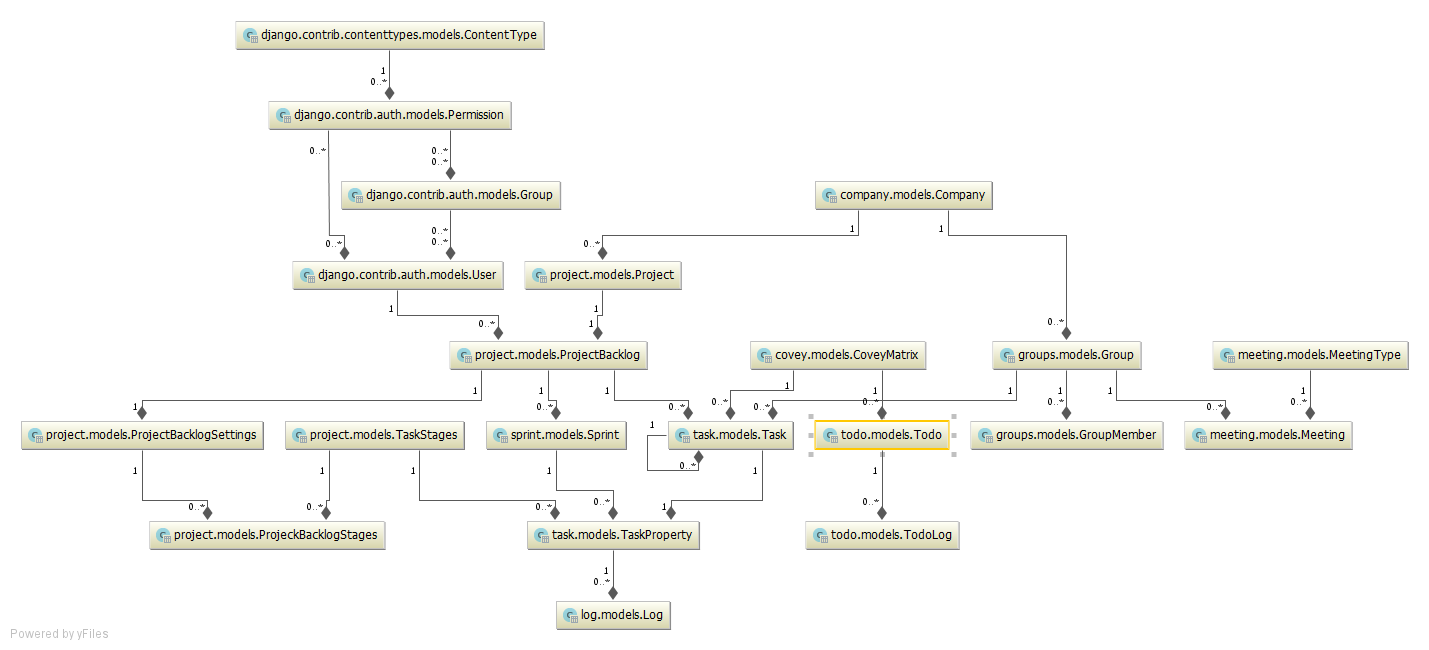 django.contrib.contenttypes.models.ContentType
1
0..*
django.contrib.auth.models.Permission
0..*
0..*
0..*
django.contrib.auth.models.Group
company.models.Company
0..*
0..*
0..*
1
1
0..*
django.contrib.auth.models.User
project.models.Project
1
1
0..*
1
0..*
project.models.ProjectBacklog
covey.models.CoveyMatrix
groups.models.Group
meeting.models.MeetingType
1
1
1
1
1
1
1
1
1
0..*
0..*
0..*
0..*
0..*
0..*
0..*
0..*
1
project.models.ProjectBacklogSettings
project.models.TaskStages
sprint.models.Sprint
1
task.models.Task
todo.models.Todo
groups.models.GroupMember
meeting.models.Meeting
0..*
1
1
1
1
1
1
0..*
0..*
0..*
0..*
1
0..*
project.models.ProjeckBacklogStages
task.models.TaskProperty
todo.models.TodoLog
1
0..*
log.models.Log
Powered by yFiles